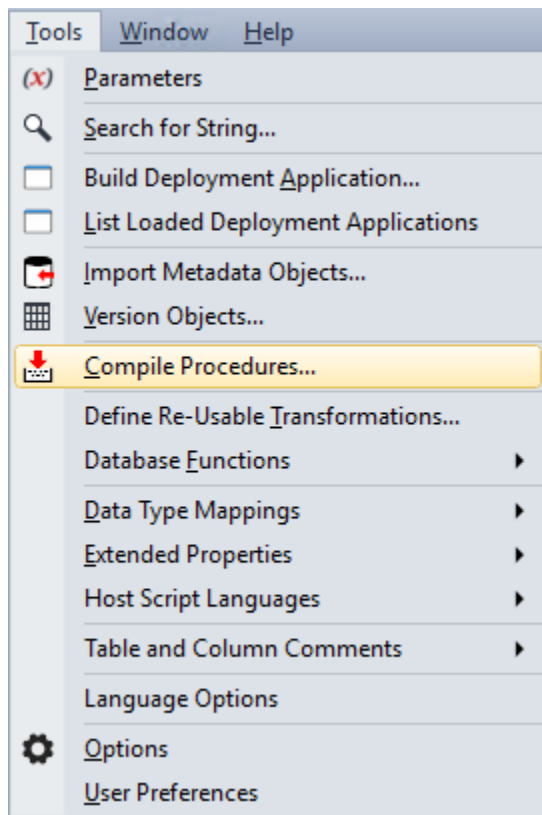 Tools Window Help
(x) Parameters
Search for String...
Build Deployment Application...
List Loaded Deployment Applications
Import Metadata Objects...
Version Objects...
Compile Procedures...
Define Re-Usable Transformations...
Database Functions
Data Type Mappings
Extended Properties
Host Script Languages
Table and Column Comments
Language Options
Options
User Preferences